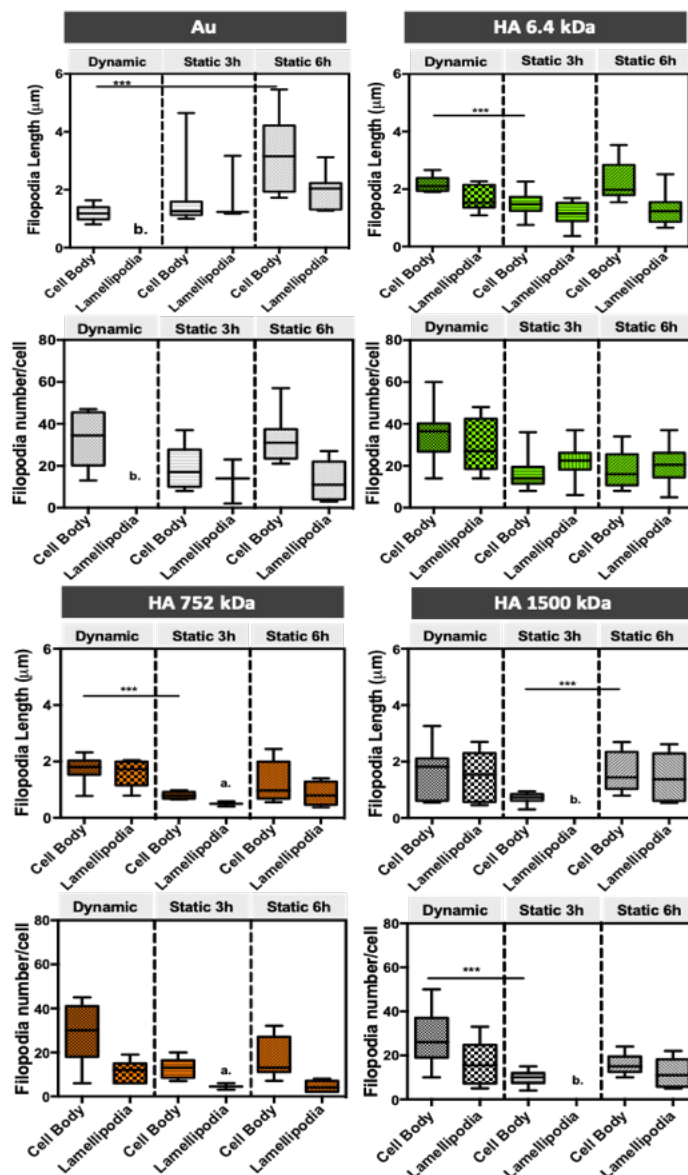 Au
HA 6.4 kDa
Dynamic Static 3h Static 6h
Dynamic Static 3h Static 6h
Filopodia Length (μm)
6
4
2
0
***
b.
Cell Body Lamellipodia Cell Body Lamellipodia Cell Body Lamellipodia
Filopodia Length (μm)
6
4
2
0
***
Cell Body Lamellipodia Cell Body Lamellipodia Cell Body Lamellipodia
Dynamic Static 3h Static 6h
Dynamic Static 3h Static 6h
Filopodia number/cell
80
60
40
20
0
b.
Cell Body Lamellipodia Cell Body Lamellipodia Cell Body Lamellipodia
Filopodia number/cell
80
60
40
20
0
Cell Body Lamellipodia Cell Body Lamellipodia Cell Body Lamellipodia
HA 752 kDa
HA 1500 kDa
Dynamic Static 3h Static 6h
Dynamic Static 3h Static 6h
Filopodia Length (μm)
6
4
2
0
***
a.
Cell Body Lamellipodia Cell Body Lamellipodia Cell Body Lamellipodia
Filopodia Length (μm)
6
4
2
0
***
b.
Cell Body Lamellipodia Cell Body Lamellipodia Cell Body Lamellipodia
Dynamic Static 3h Static 6h
Dynamic Static 3h Static 6h
Filopodia number/cell
80
60
40
20
0
a.
Cell Body Lamellipodia Cell Body Lamellipodia Cell Body Lamellipodia
Filopodia number/cell
80
60
40
20
0
***
b.
Cell Body Lamellipodia Cell Body Lamellipodia Cell Body Lamellipodia